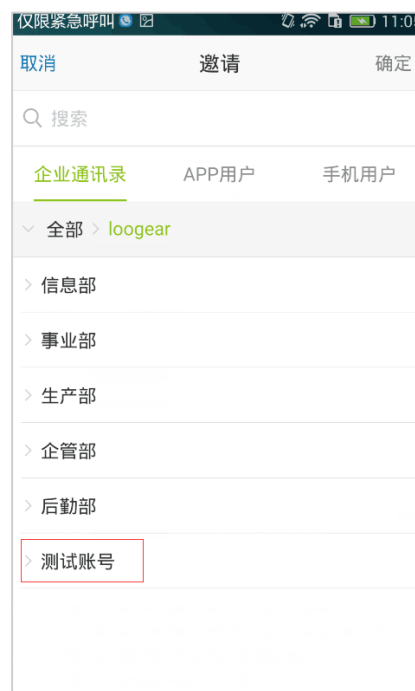 仅限紧急呼叫 11:05
取消 邀请 确定
搜索
企业通讯录 APP用户 手机用户
全部 > loogear
信息部
事业部
生产部
企管部
后勤部
测试账号